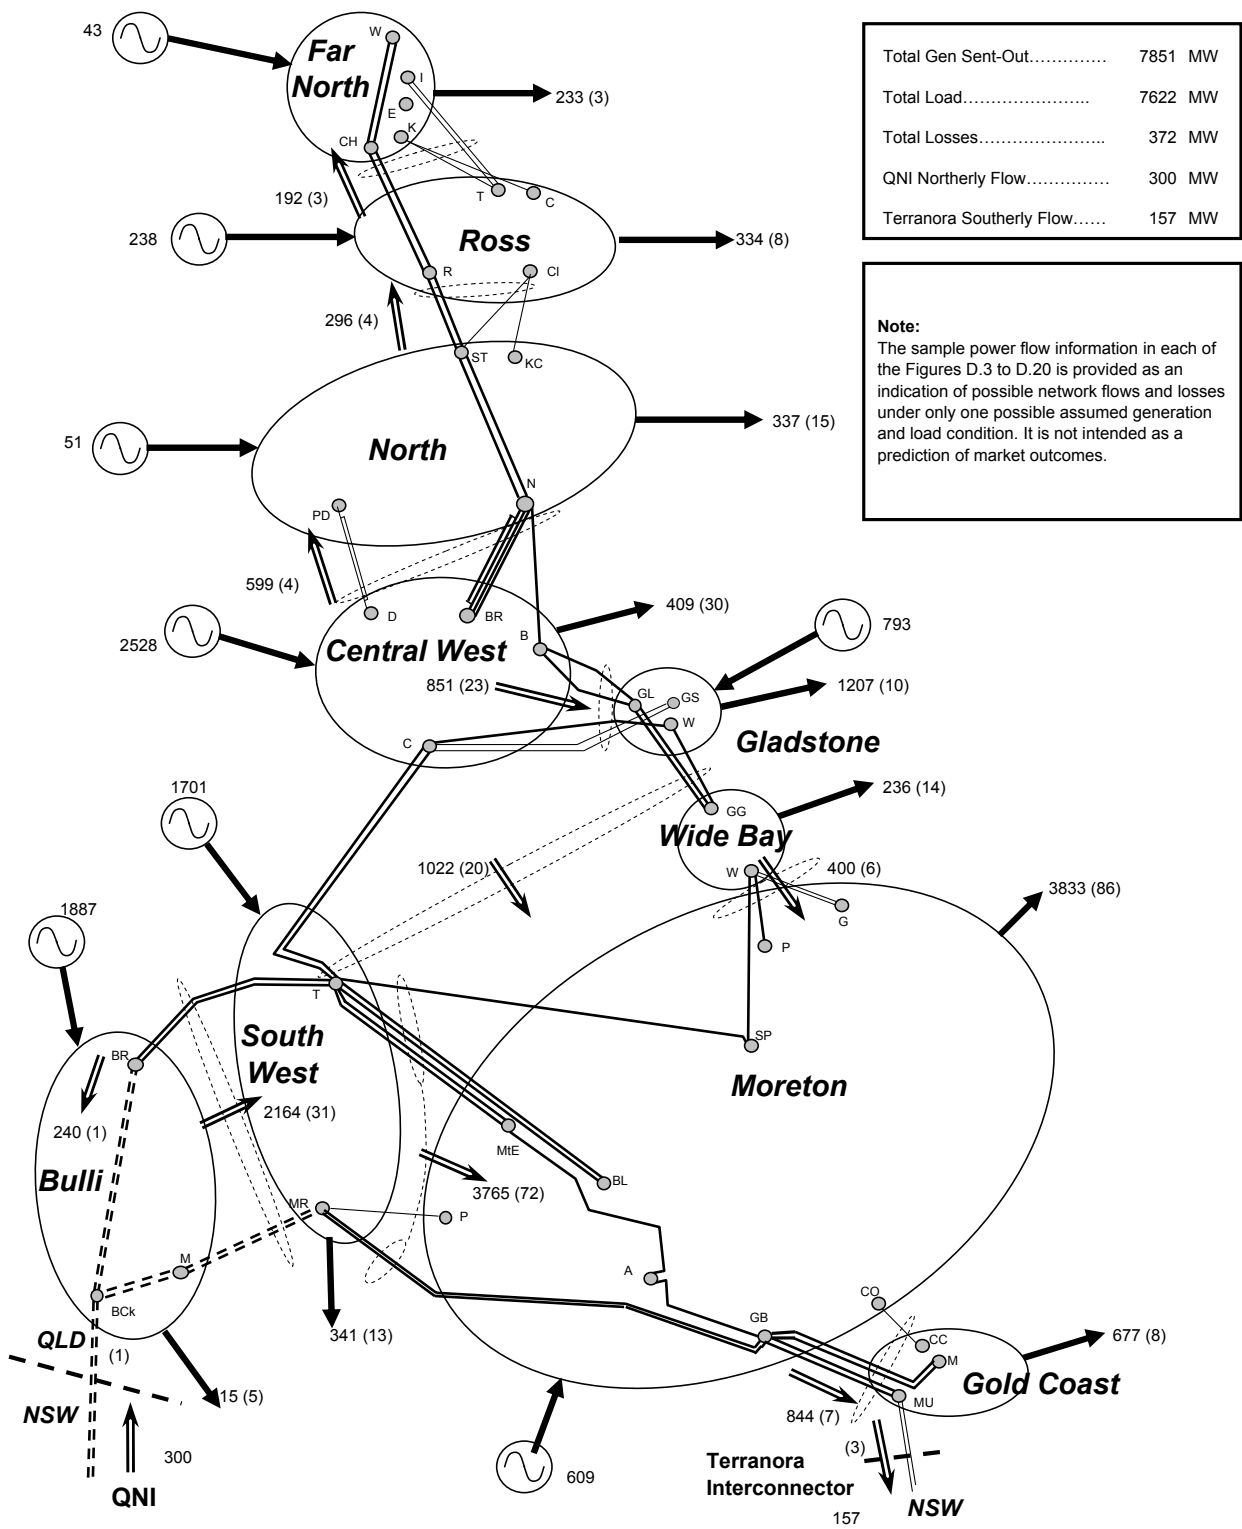 43
W
Far
North
I
E
K
CH
233 (3)
192 (3)
T
C
238
Ross
334 (8)
R
CI
296 (4)
ST
KC
337 (15)
51
North
N
PD
599 (4)
D
BR
409 (30)
2528
Central West
B
793
851 (23)
GL
GS
W
1207 (10)
C
Gladstone
1701
236 (14)
GG
Wide Bay
1022 (20)
W
400 (6)
3833 (86)
G
1887
P
T
SP
South
West
BR
Moreton
2164 (31)
240 (1)
MtE
Bulli
BL
3765 (72)
MR
P
M
A
BCk
CO
GB
QLD
(1)
341 (13)
CC
677 (8)
M
Gold Coast
15 (5)
MU
NSW
844 (7)
(3)
300
609
Terranora
Interconnector
QNI
NSW
157
Total Gen Sent-Out............. 7851 MW
Total Load…………………. 7622 MW
Total Losses………………….. 372 MW
QNI Northerly Flow…………… 300 MW
Terranora Southerly Flow…… 157 MW
Note:
The sample power flow information in each of
the Figures D.3 to D.20 is provided as an
indication of possible network flows and losses
under only one possible assumed generation
and load condition. It is not intended as a
prediction of market outcomes.